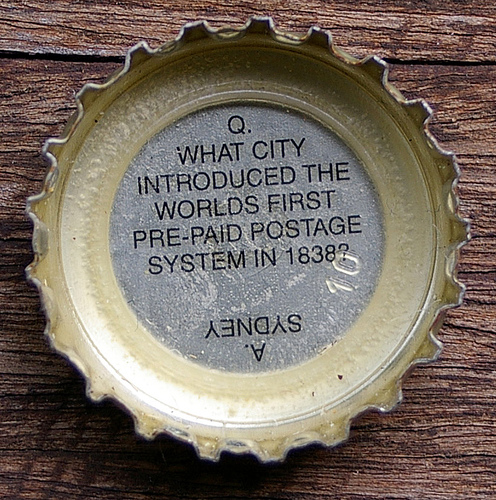 Q.
WHAT CITY
INTRODUCED THE
WORLDS FIRST
PRE-PAID POSTAGE
SYSTEM IN 1838?
10
A.
SYDNEY